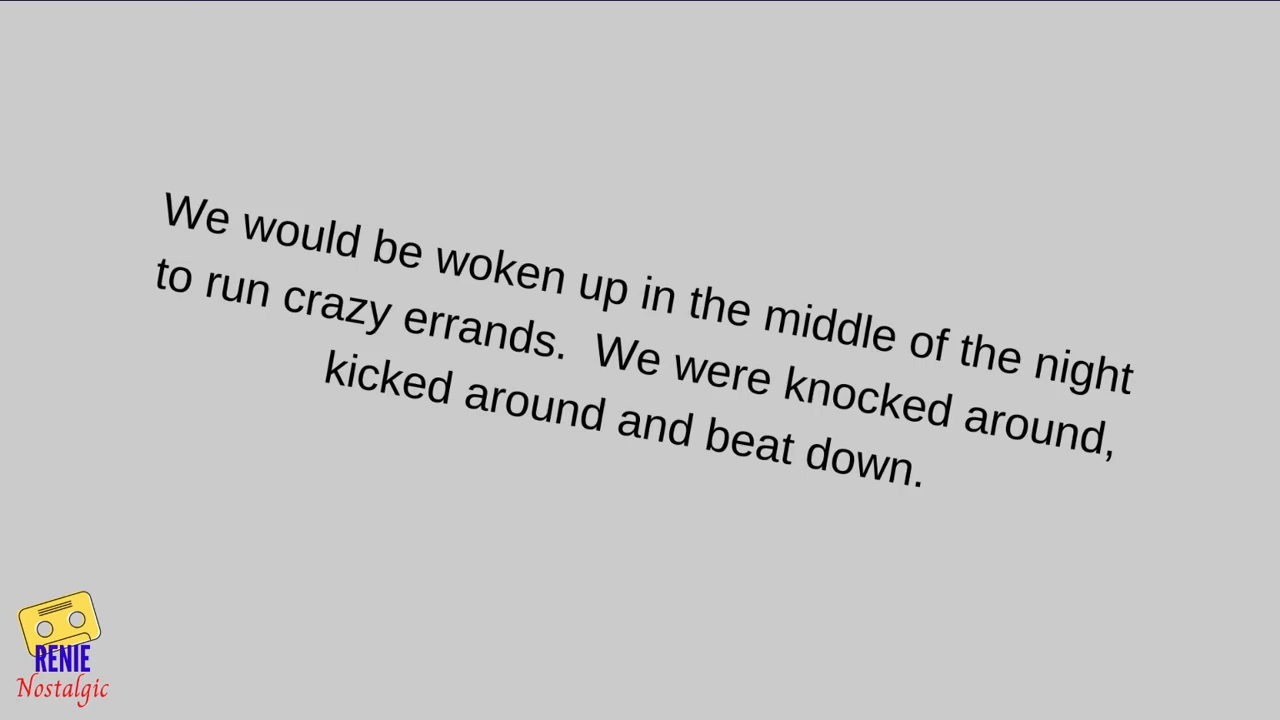 We would be woken up in the middle of the night
to run crazy errands.  We were knocked around,
kicked around and beat down.
RENIE
Nostalgic